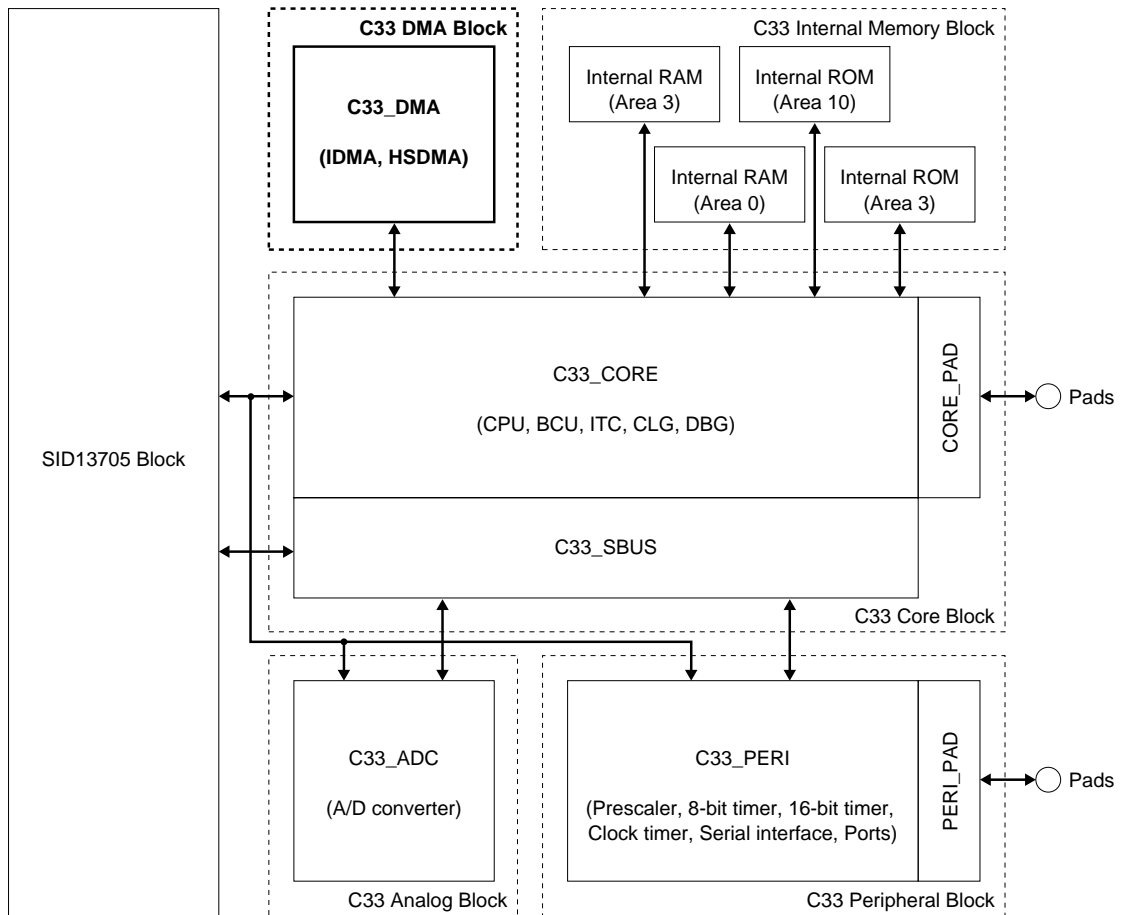 C33 DMA Block
C33_DMA
(IDMA, HSDMA)
C33 Internal Memory Block
Internal RAM
(Area 3)
Internal ROM
(Area 10)
Internal RAM
(Area 0)
Internal ROM
(Area 3)
SID13705 Block
C33_CORE
(CPU, BCU, ITC, CLG, DBG)
CORE_PAD
Pads
C33_SBUS
C33 Core Block
C33_ADC
(A/D converter)
C33 Analog Block
C33_PERI
(Prescaler, 8-bit timer, 16-bit timer,
Clock timer, Serial interface, Ports)
PERI_PAD
Pads
C33 Peripheral Block